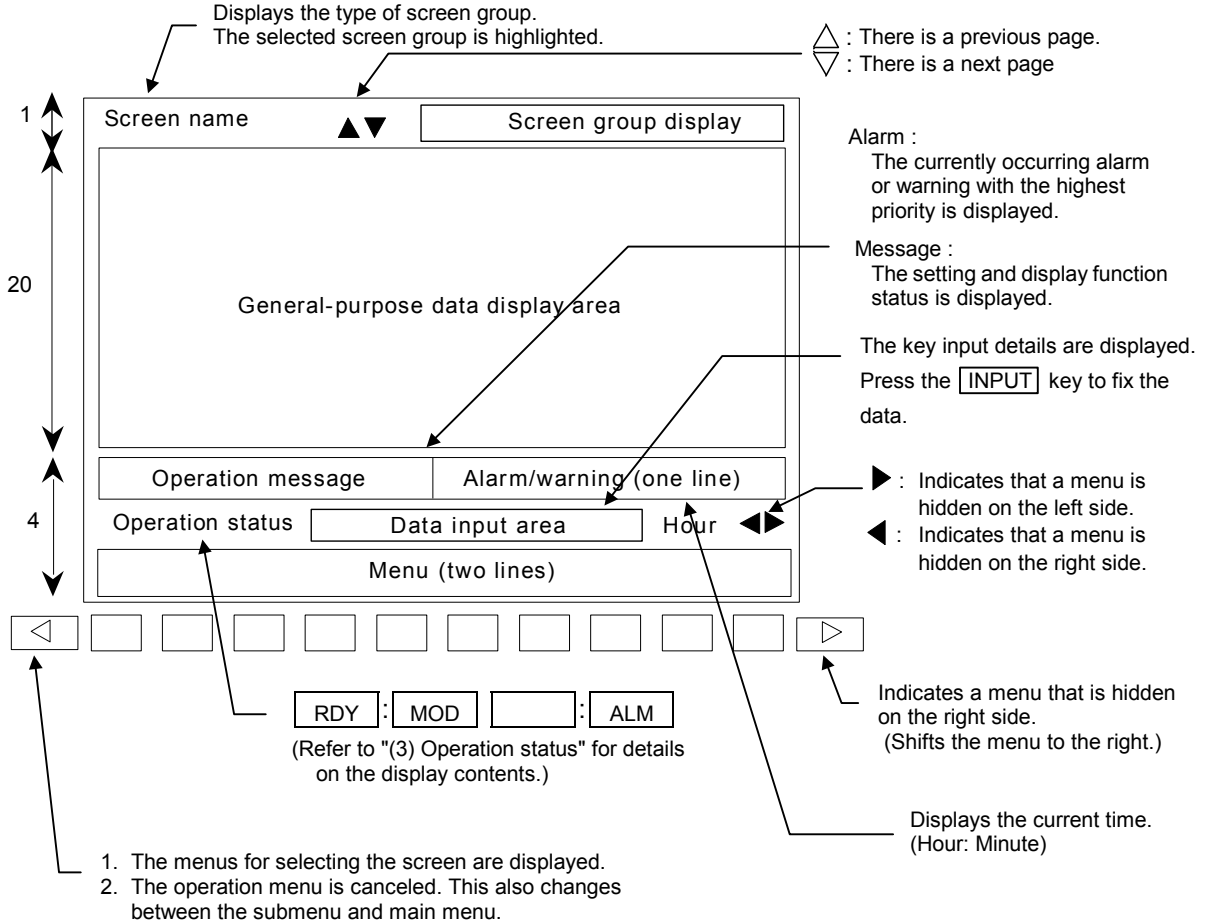 Displays the type of screen group.
The selected screen group is highlighted.
△ : There is a previous page.
▽ : There is a next page
1
Screen name ▲▼ Screen group display
Alarm :
The currently occurring alarm
or warning with the highest
priority is displayed.
Message :
The setting and display function
status is displayed.
20
General-purpose data display area
The key input details are displayed.
Press the INPUT key to fix the
data.
Operation message
Alarm/warning (one line)
4
Operation status
Data input area
Hour ◀▶
▶ : Indicates that a menu is
hidden on the left side.
◀ : Indicates that a menu is
hidden on the right side.
Menu (two lines)
◁ ▷
Indicates a menu that is hidden
on the right side.
(Shifts the menu to the right.)
RDY : MOD : ALM
(Refer to "(3) Operation status" for details
on the display contents.)
Displays the current time.
(Hour: Minute)
1. The menus for selecting the screen are displayed.
2. The operation menu is canceled. This also changes
between the submenu and main menu.